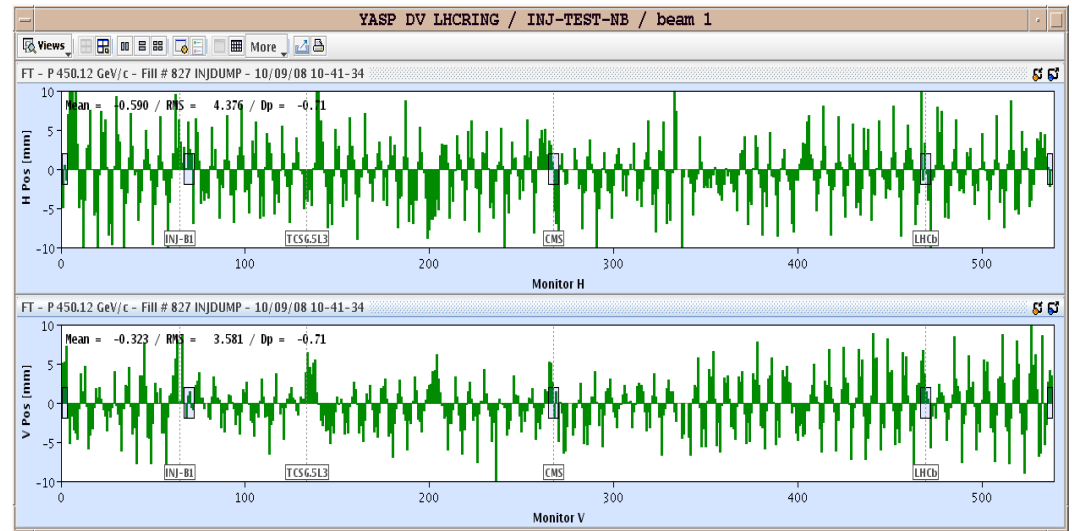 YASP DV LHCRING / INJ-TEST-NB / beam 1
Views More
FT - P 450.12 GeV/c - Fill # 827 INJDUMP - 10/09/08 10-41-34
Mean = -0.590 / RMS = 4.376 / Dp = -0.71
H Pos [mm]
10
5
0
-5
-10
INJ-B1 TCSG.5L3 CMS LHCb
0 100 200 300 400 500
Monitor H
FT - P 450.12 GeV/c - Fill # 827 INJDUMP - 10/09/08 10-41-34
Mean = -0.323 / RMS = 3.581 / Dp = -0.71
V Pos [mm]
10
5
0
-5
-10
INJ-B1 TCSG.5L3 CMS LHCb
0 100 200 300 400 500
Monitor V